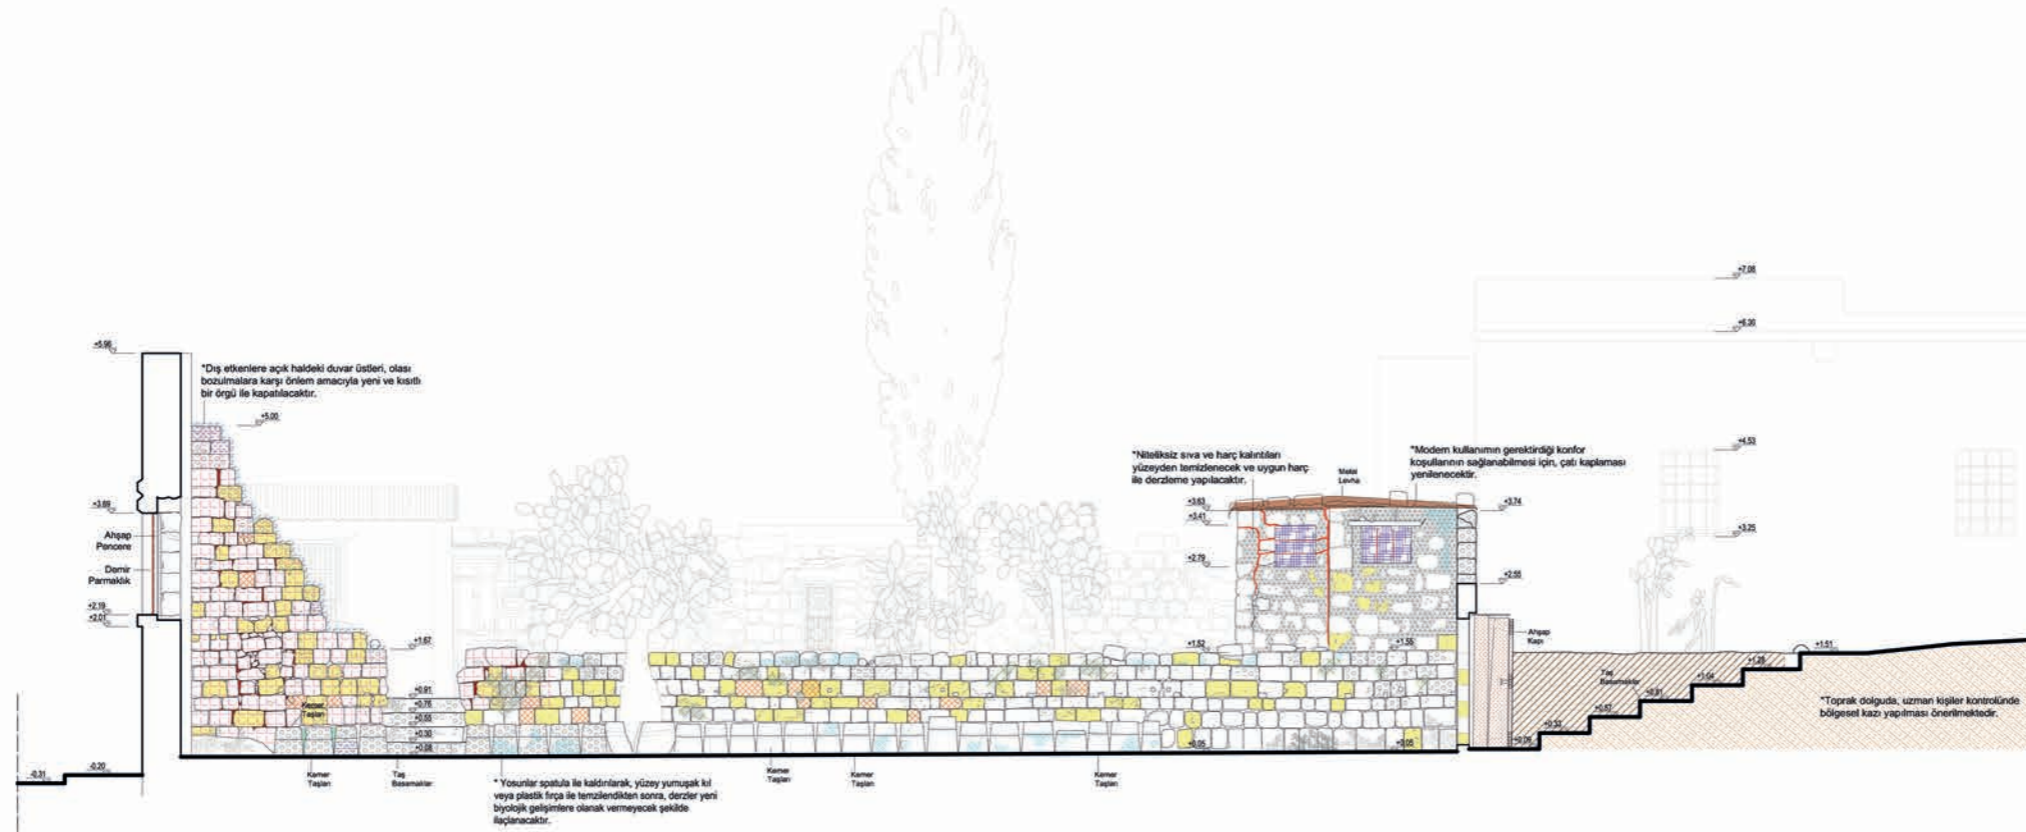 +7.08
+6.30
+5.96
*Dış etkenlere açık haldeki duvar üstleri, olası
bozulmalara karşı önlem amacıyla yeni ve kısıtlı
bir örgü ile kapatılacaktır.
+5.00
*Niteliksiz sıva ve harç kalıntıları
yüzeyden temizlenecek ve uygun harç
ile derzleme yapılacaktır.
Metal
Levha
*Modern kullanımın gerektirdiği konfor
koşullarının sağlanabilmesi için, çatı kaplaması
yenilenecektir.
+4.53
+3.69
+3.63
+3.74
+3.41
+3.25
Ahşap
Pencere
Demir
Parmaklık
+2.79
+2.55
+2.19
+2.01
+1.67
+1.52
+1.55
Ahşap
Kapı
+1.51
+1.28
+1.04
Taş
Basamaklar
+0.81
+0.57
+0.33
+0.91
+0.76
+0.55
+0.30
+0.08
Kemer
Taşları
+0.05
+0.05
*Toprak dolguda, uzman kişiler kontrolünde
bölgesel kazı yapılması önerilmektedir.
-0.31
-0.20
Kemer
Taşları
Taş
Basamaklar
* Yosunlar spatula ile kaldırılarak, yüzey yumuşak kıl
veya plastik fırça ile temzilendikten sonra, derzler yeni
biyolojik gelişimlere olanak vermeyecek şekilde
ilaçlanacaktır.
Kemer
Taşları
Kemer
Taşları
Kemer
Taşları